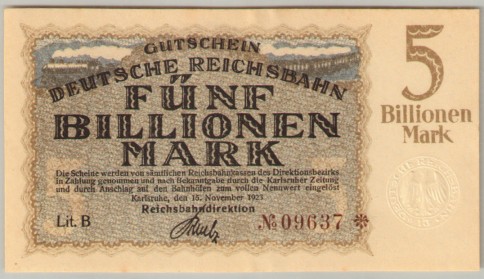 GUTSCHEIN
DEUTSCHE REICHSBAHN
FÜNF
BILLIONEN
MARK
Die Scheine werden von sämtlichen Reichsbahnkassen des Direktionsbezirks
in Zahlung genommen und nach Bekanntgabe durch die Karlsruher Zeitung
und durch Anschlag auf den Bahnhöfen zum vollen Nennwert eingelöst
Karlsruhe, den 15. November 1923
Reichsbahndirektion
Lit. B
№ 09637 *
5
Billionen
Mark